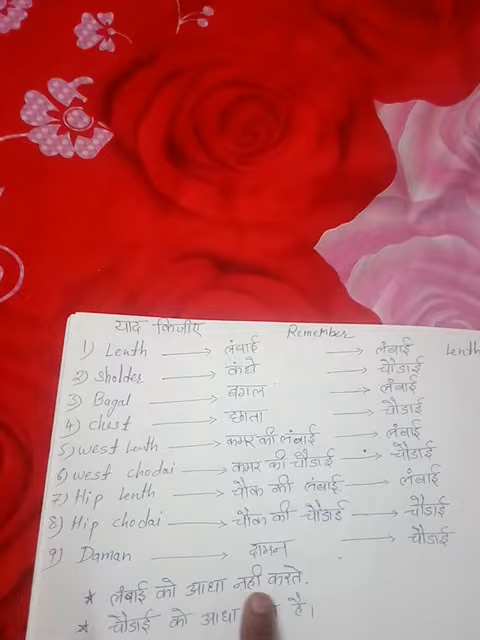 याद किजीए Remember
1) Lenth → लंबाई → लंबाई Lenth
2) Sholder → कंधे → चौडाई
3) Bagal → बगल → लंबाई
4) Chest → छाता → चौडाई
5) west Lenth → कमर की लंबाई → लंबाई
6) west chodai → कमर की चौडाई → चौडाई
7) Hip Lenth → चौक की लंबाई → लंबाई
8) Hip chodai → चौक की चौडाई → चौडाई
9) Daman → दामन → चौडाई
* लंबाई को आधा नही करते.
* चौडाई को आधा है।